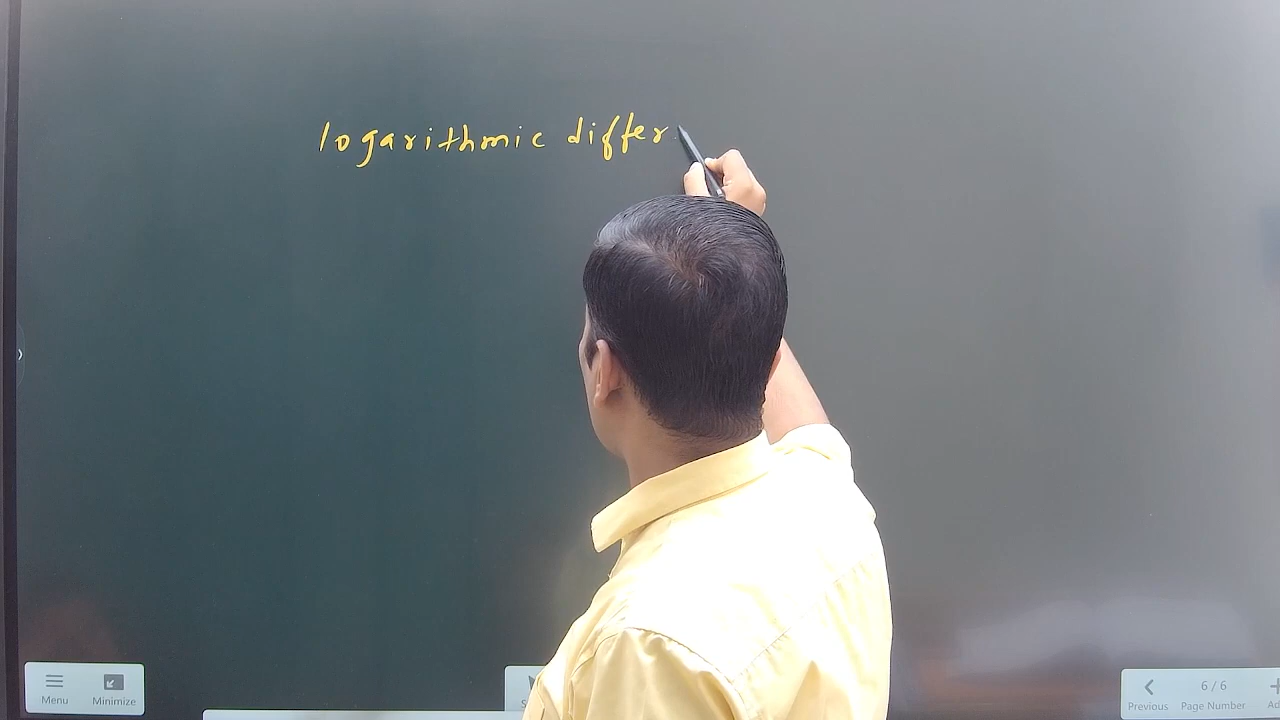 logarithmic differ
Menu
Minimize
Previous
6 / 6
Page Number